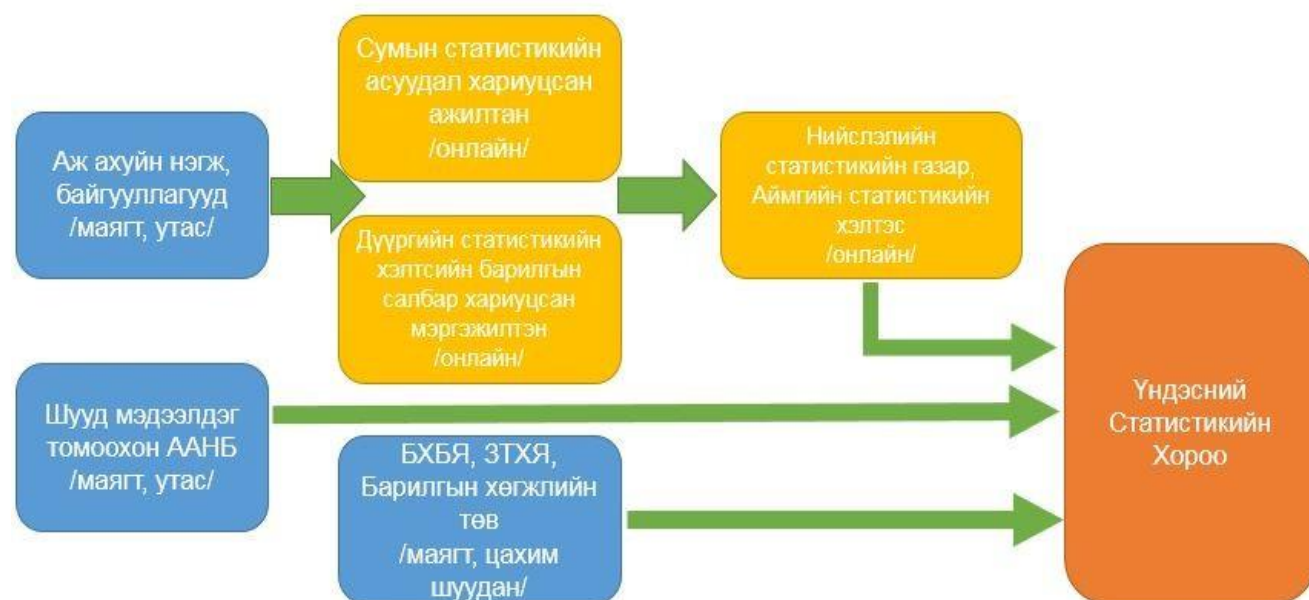 Сумын статистикийн
асуудал хариуцсан
ажилтан
/онлайн/
Аж ахуйн нэгж,
байгууллагууд
/маягт, утас/
Нийслэлийн
статистикийн газар,
Аймгийн статистикийн
хэлтэс
/онлайн/
Дүүргийн статистикийн
хэлтсийн барилгын
салбар хариуцсан
мэргэжилтэн
/онлайн/
Шууд мэдээлдэг
томоохон ААНБ
/маягт, утас/
БХБЯ, ЗТХЯ,
Барилгын хөгжлийн
төв
/маягт, цахим
шуудан/
Үндэсний
Статистикийн
Хороо